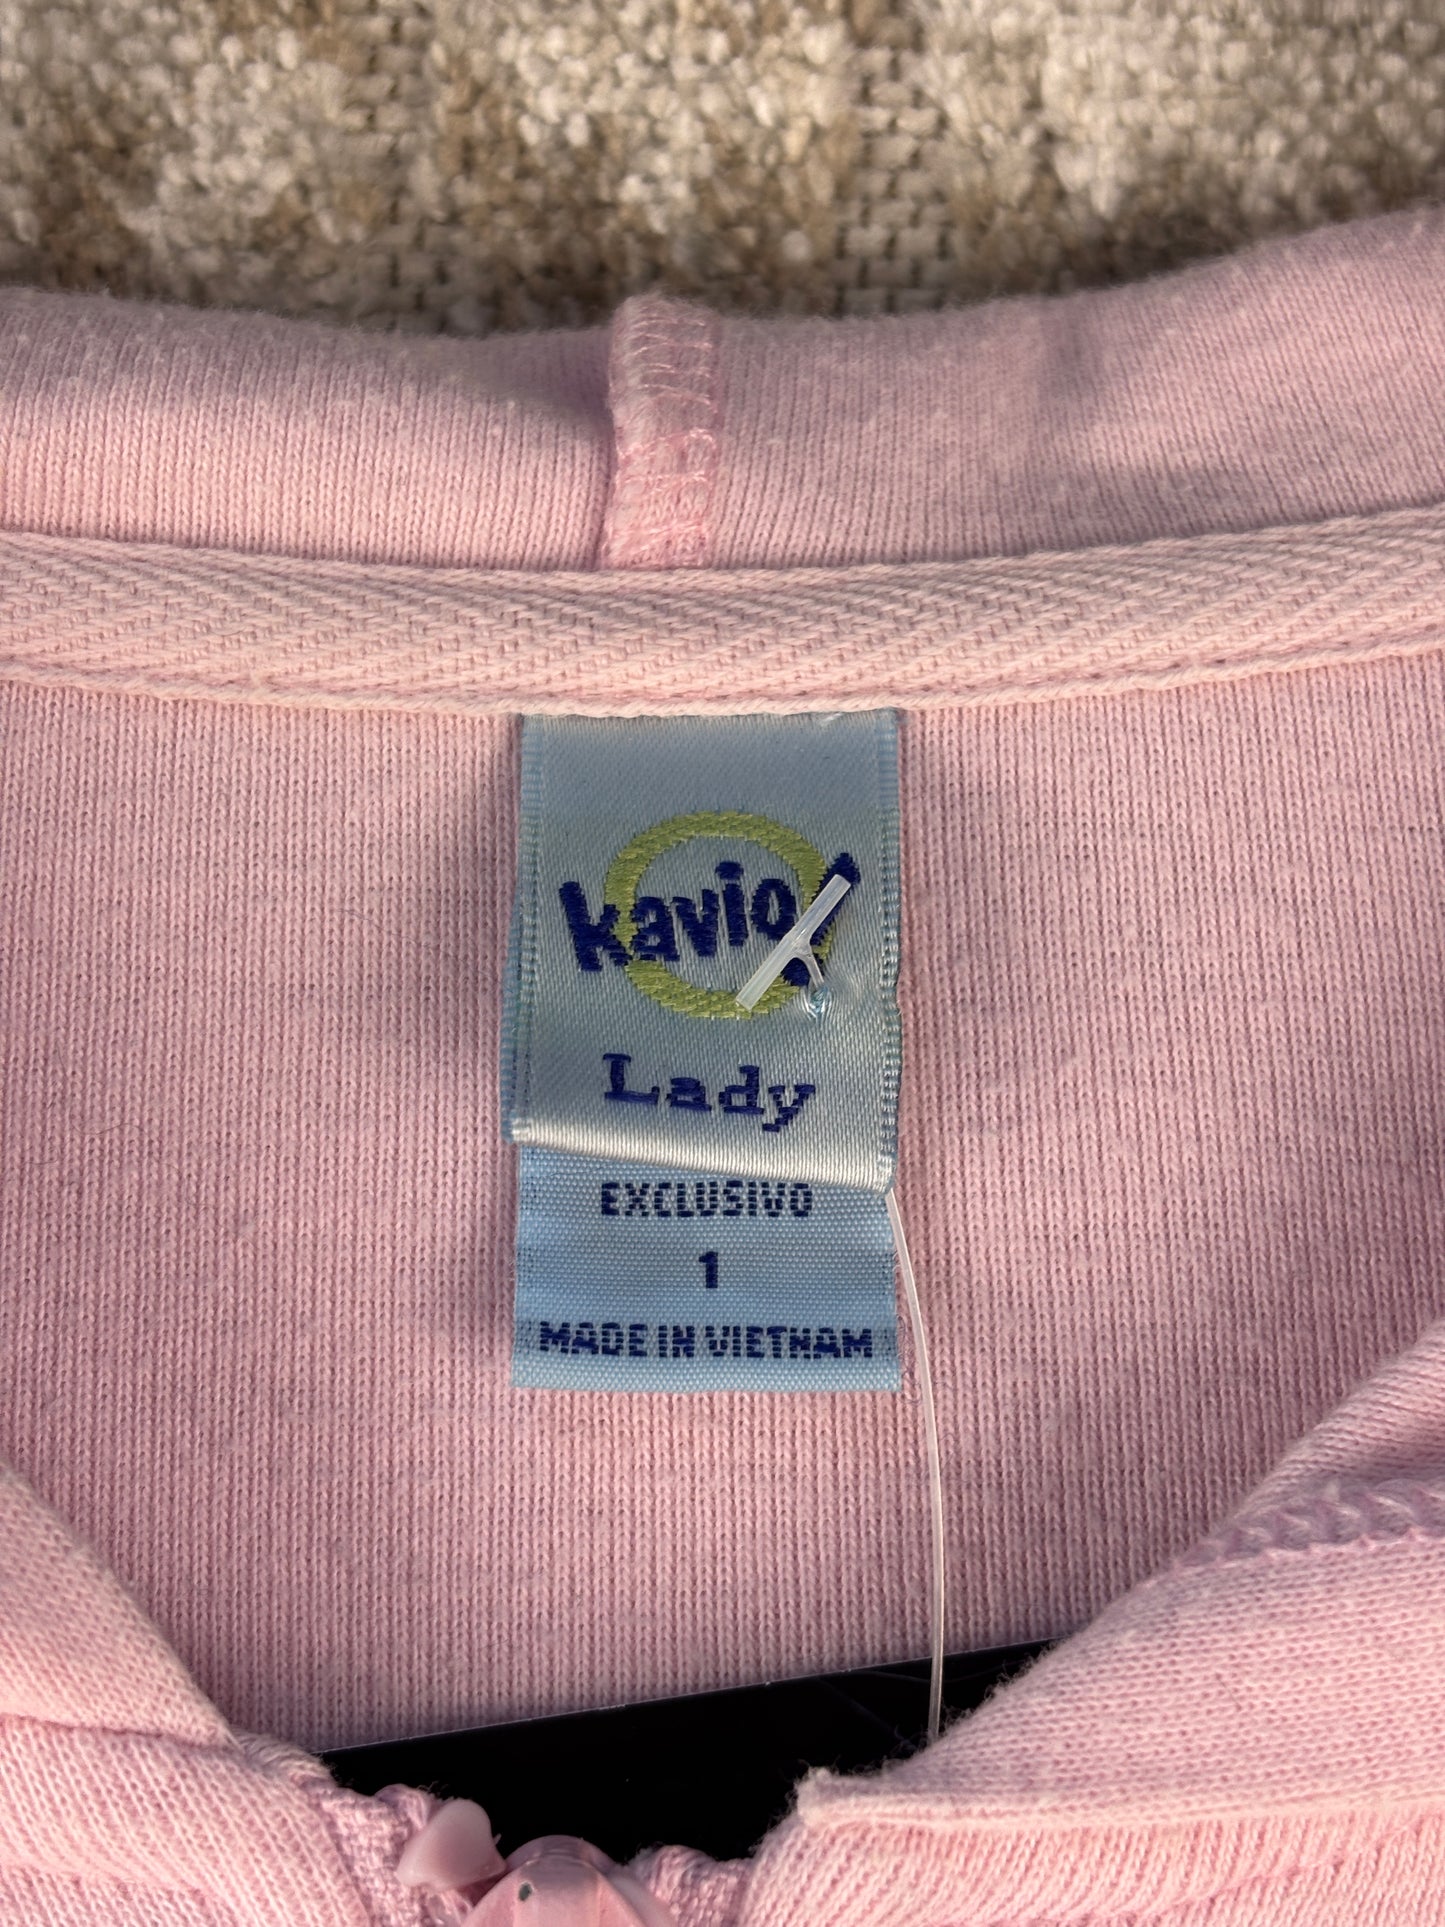 kavio!
Lady
EXCLUSIVO
1
MADE IN VIETNAM